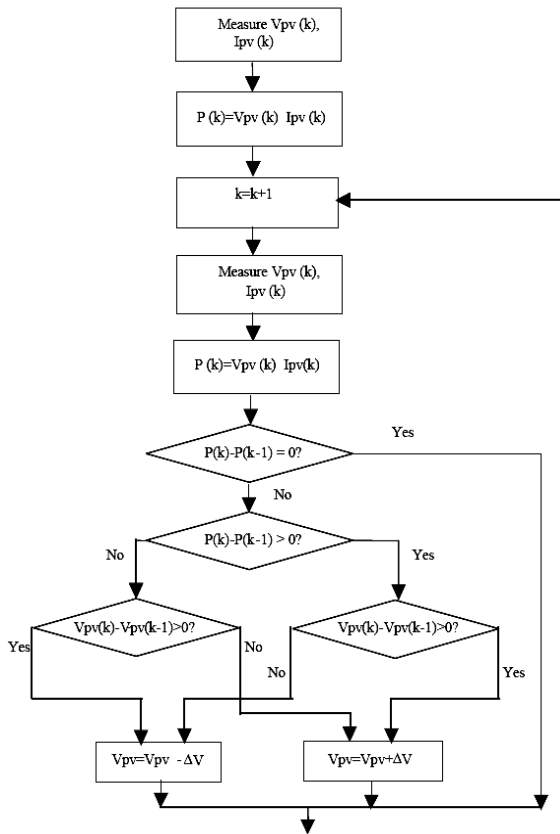 Measure Vpv (k),
Ipv (k)
P (k)=Vpv (k) Ipv (k)
k=k+1
Measure Vpv (k),
Ipv (k)
P (k)=Vpv (k) Ipv(k)
Yes
P(k)-P(k-1) = 0?
No
P(k)-P(k-1) > 0?
No
Yes
Vpv(k)-Vpv(k-1)>0?
Vpv(k)-Vpv(k-1)>0?
Yes
No
No
Yes
Vpv=Vpv -ΔV
Vpv=Vpv+ΔV